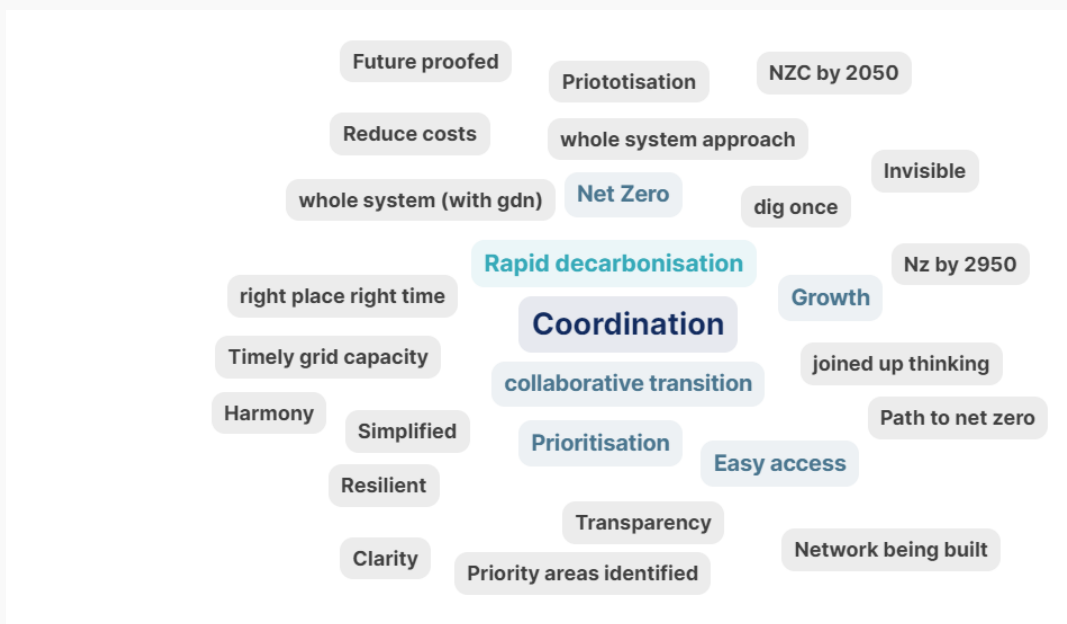 Future proofed
Priototisation
NZC by 2050
Reduce costs
whole system approach
Invisible
whole system (with gdn)
Net Zero
dig once
Rapid decarbonisation
Nz by 2950
right place right time
Growth
Coordination
Timely grid capacity
joined up thinking
collaborative transition
Harmony
Path to net zero
Simplified
Prioritisation
Easy access
Resilient
Transparency
Network being built
Clarity
Priority areas identified